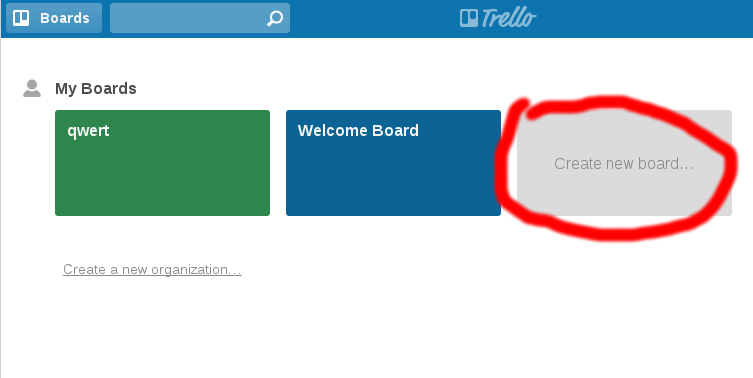 Boards
Trello
My Boards
qwert
Welcome Board
Create new board...
Create a new organization...